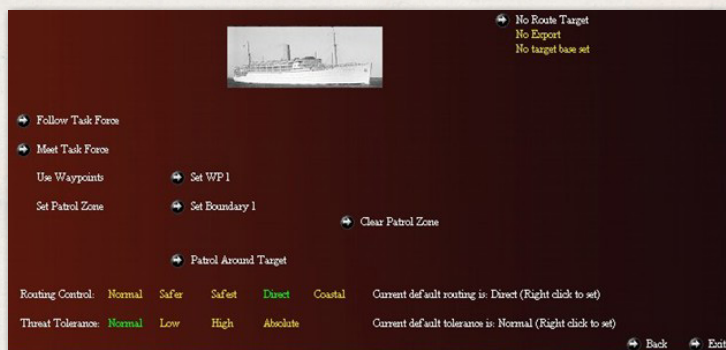 No Route Target
No Export
No target base set
Follow Task Force
Meet Task Force
Use Waypoints Set WP 1
Set Patrol Zone Set Boundary 1
Clear Patrol Zone
Patrol Around Target
Routing Control: Normal Safer Safest Direct Coastal Current default routing is: Direct (Right click to set)
Threat Tolerance: Normal Low High Absolute Current default tolerance is: Normal (Right click to set)
Back Exit